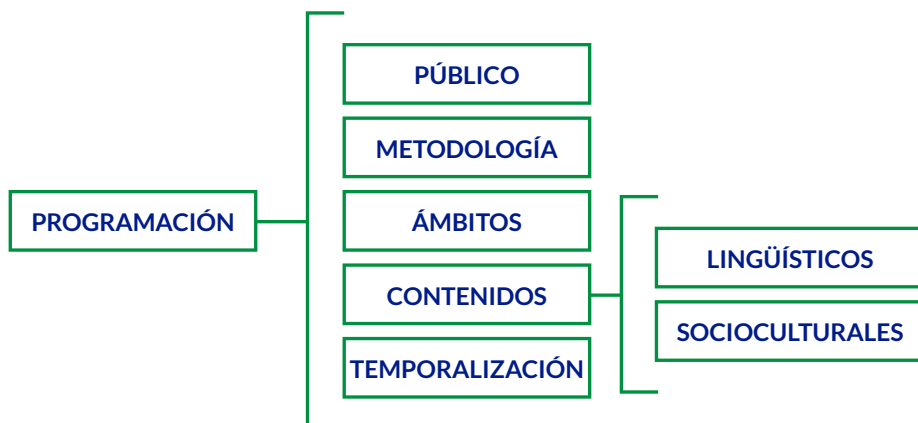 PROGRAMACIÓN
PÚBLICO
METODOLOGÍA
ÁMBITOS
CONTENIDOS
TEMPORALIZACIÓN
LINGÜÍSTICOS
SOCIOCULTURALES